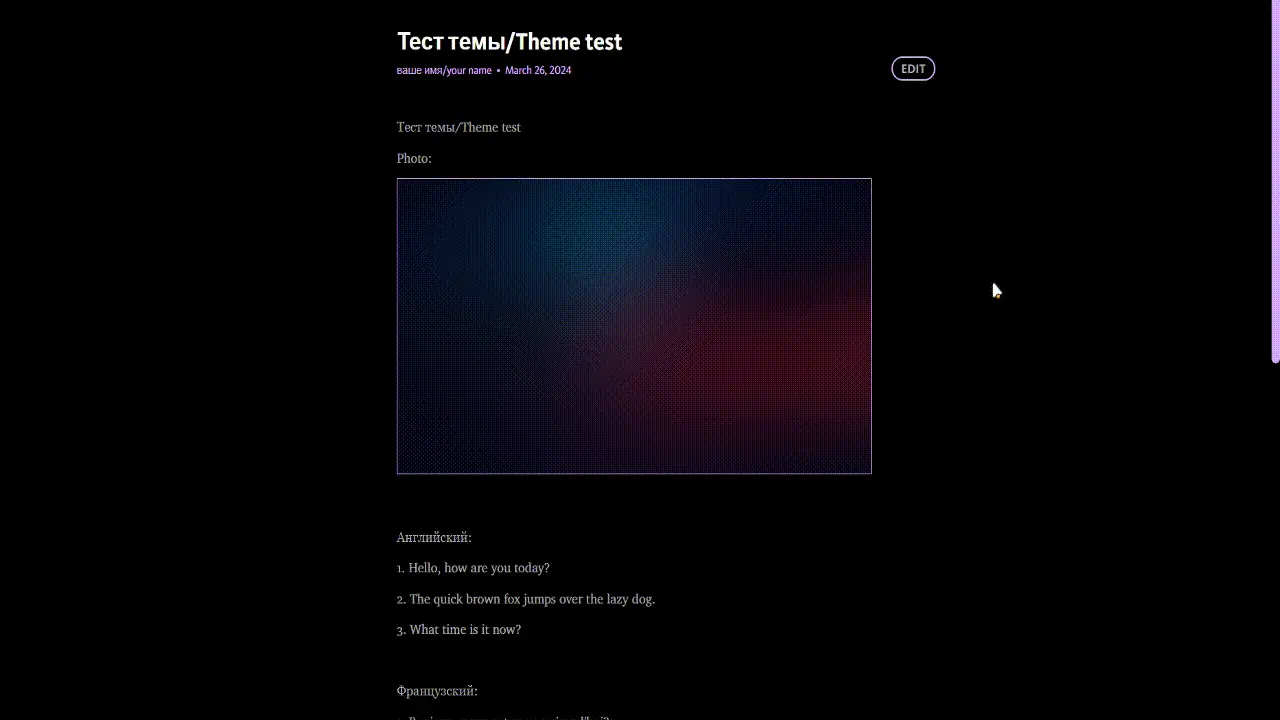 Тест темы/Theme test
ваше имя/your name • March 26, 2024
EDIT
Тест темы/Theme test
Photo:
Английский:
1. Hello, how are you today?
2. The quick brown fox jumps over the lazy dog.
3. What time is it now?
Французский: